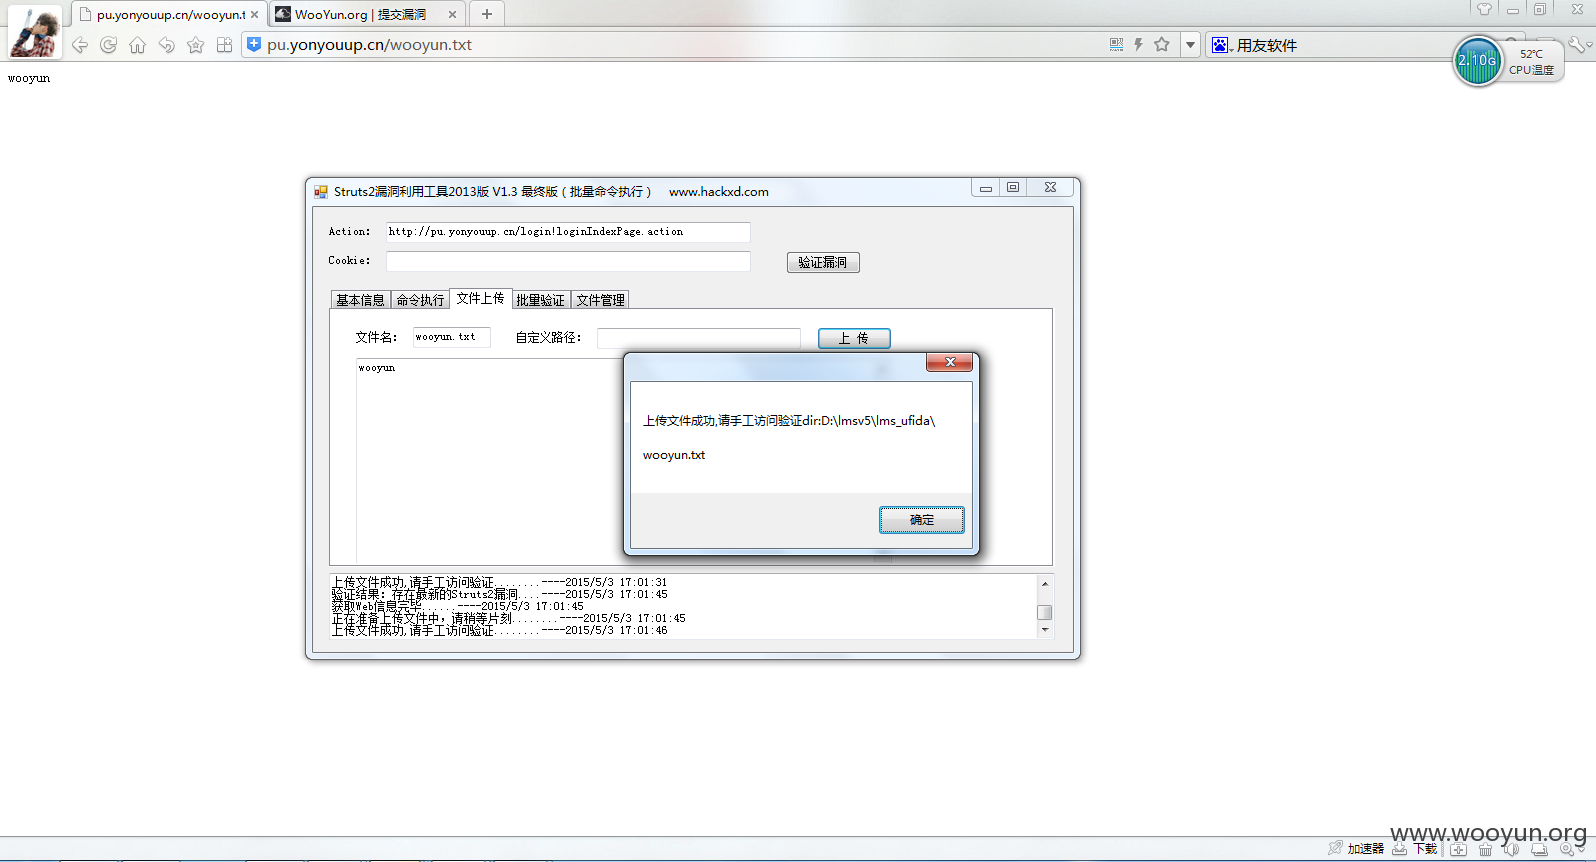 pu.yonyouup.cn/wooyun.t
WooYun.org | 提交漏洞
pu.yonyouup.cn/wooyun.txt
用友软件
2.10G
52℃
CPU温度
wooyun
Struts2漏洞利用工具2013版 V1.3 最终版（批量命令执行） www.hackxd.com
Action:
http://pu.yonyouup.cn/login!loginIndexPage.action
Cookie:
验证漏洞
基本信息 命令执行 文件上传 批量验证 文件管理
文件名: wooyun.txt 自定义路径: 上 传
wooyun
上传文件成功,请手工访问验证dir:D:\lmsv5\lms_ufida\
wooyun.txt
确定
上传文件成功,请手工访问验证........----2015/5/3 17:01:31
验证结果: 存在最新的Struts2漏洞....----2015/5/3 17:01:45
获取Web信息完毕......----2015/5/3 17:01:45
正在准备上传文件中，请稍等片刻........----2015/5/3 17:01:45
上传文件成功,请手工访问验证........----2015/5/3 17:01:46
www.wooyun.org
加速器 下载